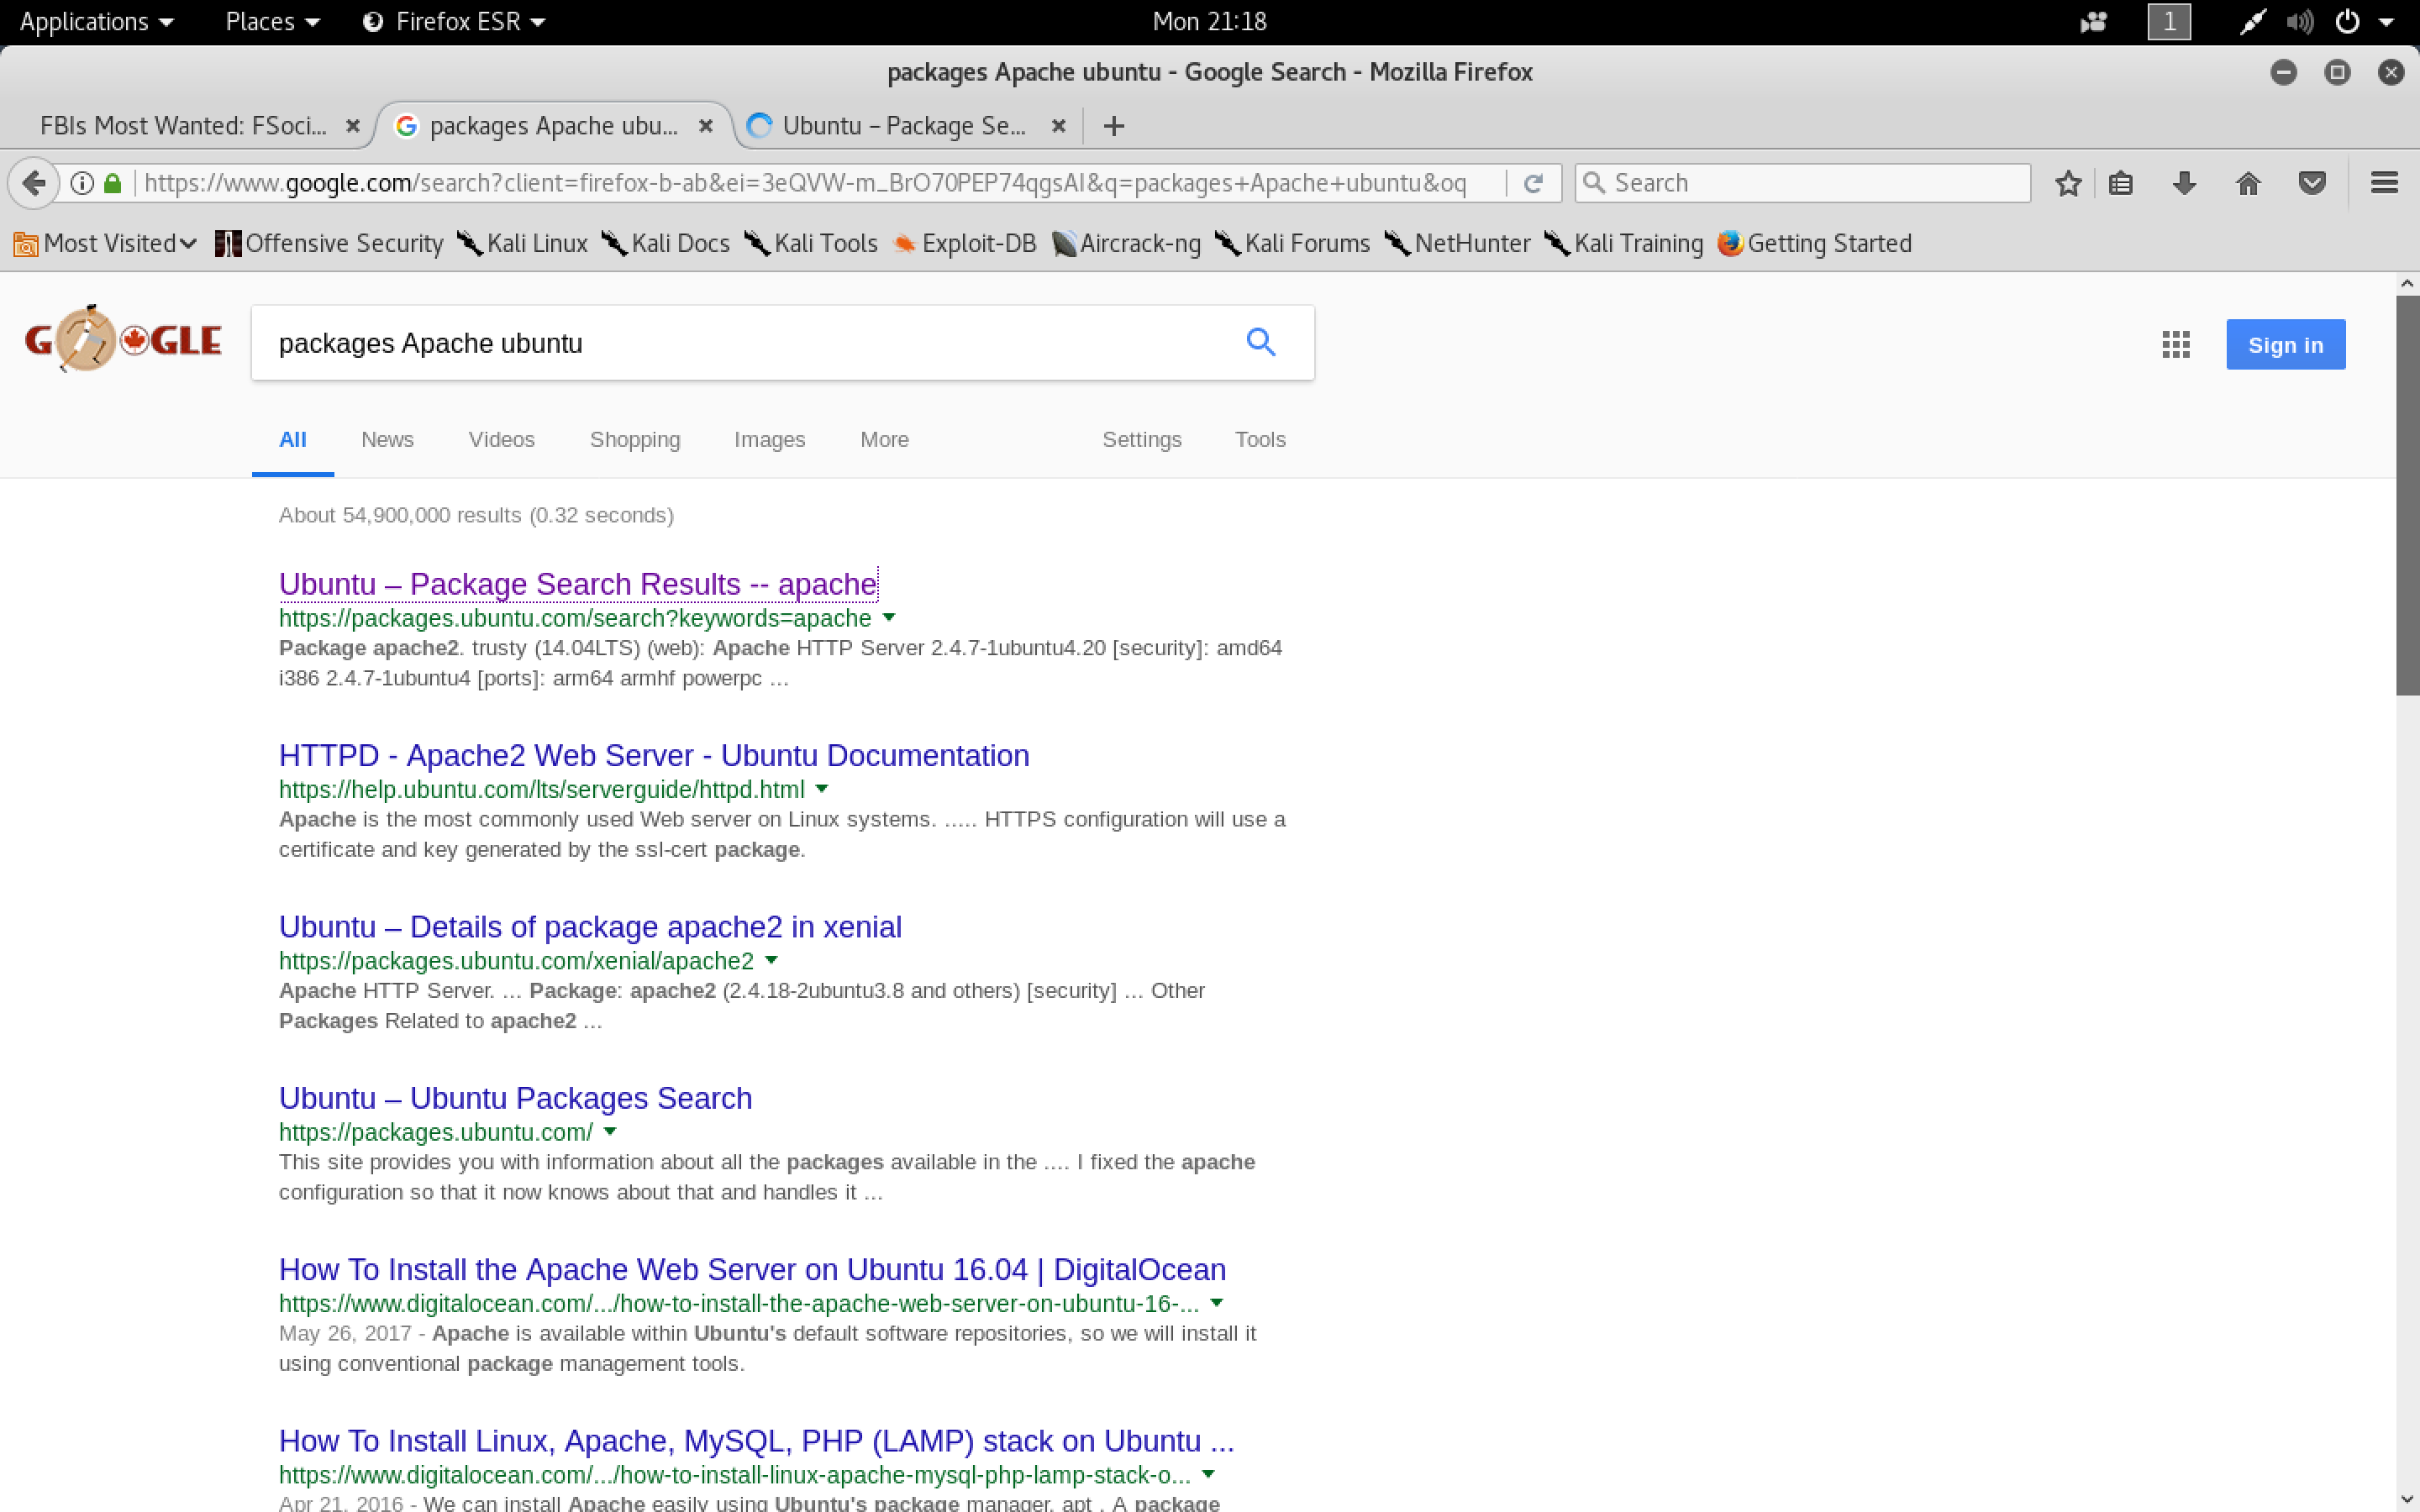 Applications Places Firefox ESR Mon 21:18 1
packages Apache ubuntu - Google Search - Mozilla Firefox
FBIs Most Wanted: FSoci... packages Apache ubu... Ubuntu – Package Se...
https://www.google.com/search?client=firefox-b-ab&ei=3eQVW-m_BrO70PEP74qgsAI&q=packages+Apache+ubuntu&oq Search
Most Visited Offensive Security Kali Linux Kali Docs Kali Tools Exploit-DB Aircrack-ng Kali Forums NetHunter Kali Training Getting Started
GOOGLE packages Apache ubuntu Sign in
All News Videos Shopping Images More Settings Tools
About 54,900,000 results (0.32 seconds)
Ubuntu – Package Search Results -- apache
https://packages.ubuntu.com/search?keywords=apache
Package apache2. trusty (14.04LTS) (web): Apache HTTP Server 2.4.7-1ubuntu4.20 [security]: amd64
i386 2.4.7-1ubuntu4 [ports]: arm64 armhf powerpc ...
HTTPD - Apache2 Web Server - Ubuntu Documentation
https://help.ubuntu.com/lts/serverguide/httpd.html
Apache is the most commonly used Web server on Linux systems. ..... HTTPS configuration will use a
certificate and key generated by the ssl-cert package.
Ubuntu – Details of package apache2 in xenial
https://packages.ubuntu.com/xenial/apache2
Apache HTTP Server. ... Package: apache2 (2.4.18-2ubuntu3.8 and others) [security] ... Other
Packages Related to apache2 ...
Ubuntu – Ubuntu Packages Search
https://packages.ubuntu.com/
This site provides you with information about all the packages available in the .... I fixed the apache
configuration so that it now knows about that and handles it ...
How To Install the Apache Web Server on Ubuntu 16.04 | DigitalOcean
https://www.digitalocean.com/.../how-to-install-the-apache-web-server-on-ubuntu-16-...
May 26, 2017 - Apache is available within Ubuntu's default software repositories, so we will install it
using conventional package management tools.
How To Install Linux, Apache, MySQL, PHP (LAMP) stack on Ubuntu ...
https://www.digitalocean.com/.../how-to-install-linux-apache-mysql-php-lamp-stack-o...
Apr 21, 2016 - We can install Apache easily using Ubuntu's package manager, apt . A package